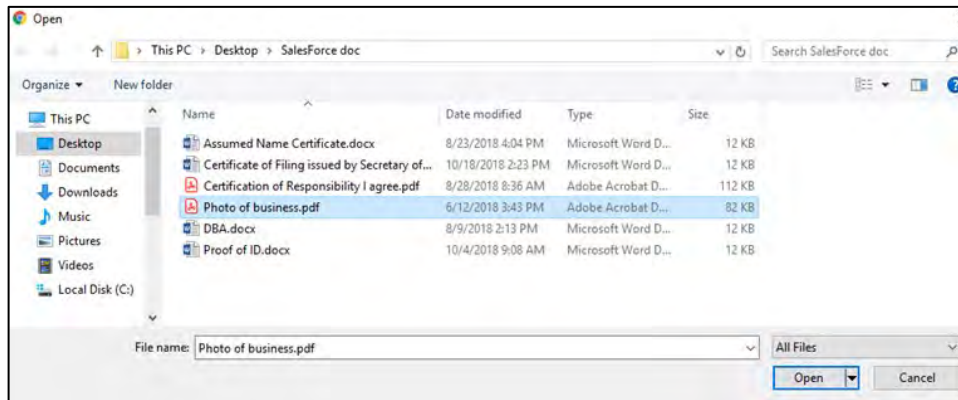 Open
This PC > Desktop > SalesForce doc
Search SalesForce doc
Organize New folder
Name Date modified Type Size
This PC
Desktop
Documents
Downloads
Music
Pictures
Videos
Local Disk (C:)
Assumed Name Certificate.docx 8/23/2018 4:04 PM Microsoft Word D... 12 KB
Certificate of Filing issued by Secretary of... 10/18/2018 2:23 PM Microsoft Word D... 12 KB
Certification of Responsibility I agree.pdf 8/28/2018 8:36 AM Adobe Acrobat D... 112 KB
Photo of business.pdf 6/12/2018 3:43 PM Adobe Acrobat D... 82 KB
DBA.docx 8/9/2018 2:13 PM Microsoft Word D... 12 KB
Proof of ID.docx 10/4/2018 9:08 AM Microsoft Word D... 12 KB
File name: Photo of business.pdf All Files
Open Cancel